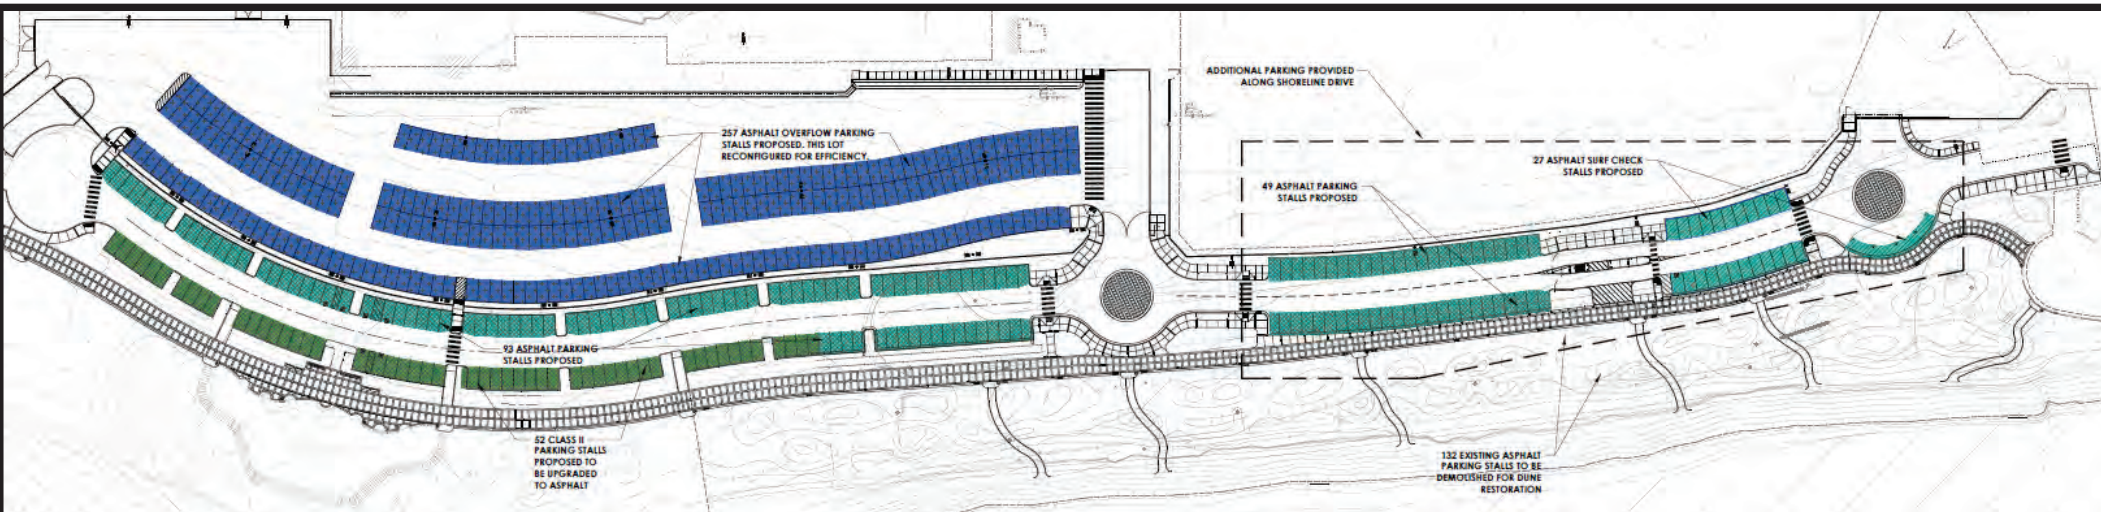 ADDITIONAL PARKING PROVIDED
ALONG SHORELINE DRIVE
257 ASPHALT OVERFLOW PARKING
STALLS PROPOSED. THIS LOT
RECONFIGURED FOR EFFICIENCY.
27 ASPHALT SURF CHECK
STALLS PROPOSED
49 ASPHALT PARKING
STALLS PROPOSED
93 ASPHALT PARKING
STALLS PROPOSED
52 CLASS II
PARKING STALLS
PROPOSED TO
BE UPGRADED
TO ASPHALT
132 EXISTING ASPHALT
PARKING STALLS TO BE
DEMOLISHED FOR DUNE
RESTORATION